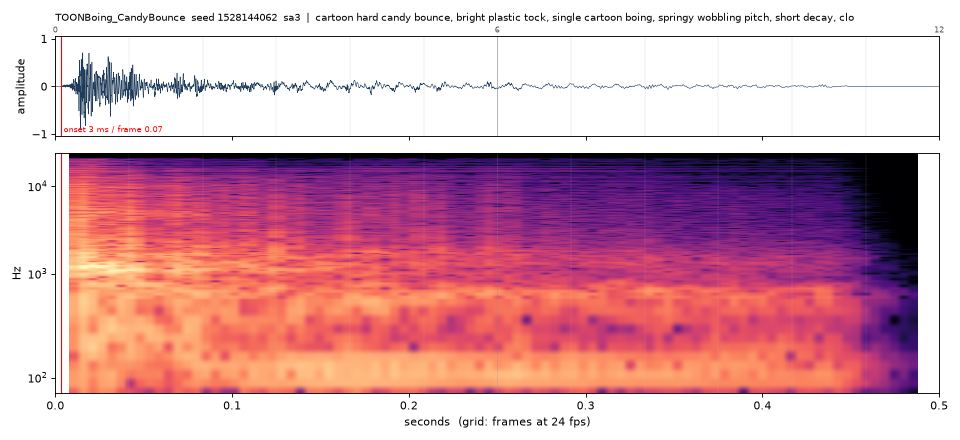 TOONBoing_CandyBounce  seed 1528144062  sa3  |  cartoon hard candy bounce, bright plastic tock, single cartoon boing, springy wobbling pitch, short decay, clo
0 6 12
amplitude
1
0
−1
onset 3 ms / frame 0.07
Hz
10⁴
10³
10²
0.0 0.1 0.2 0.3 0.4 0.5
seconds  (grid: frames at 24 fps)